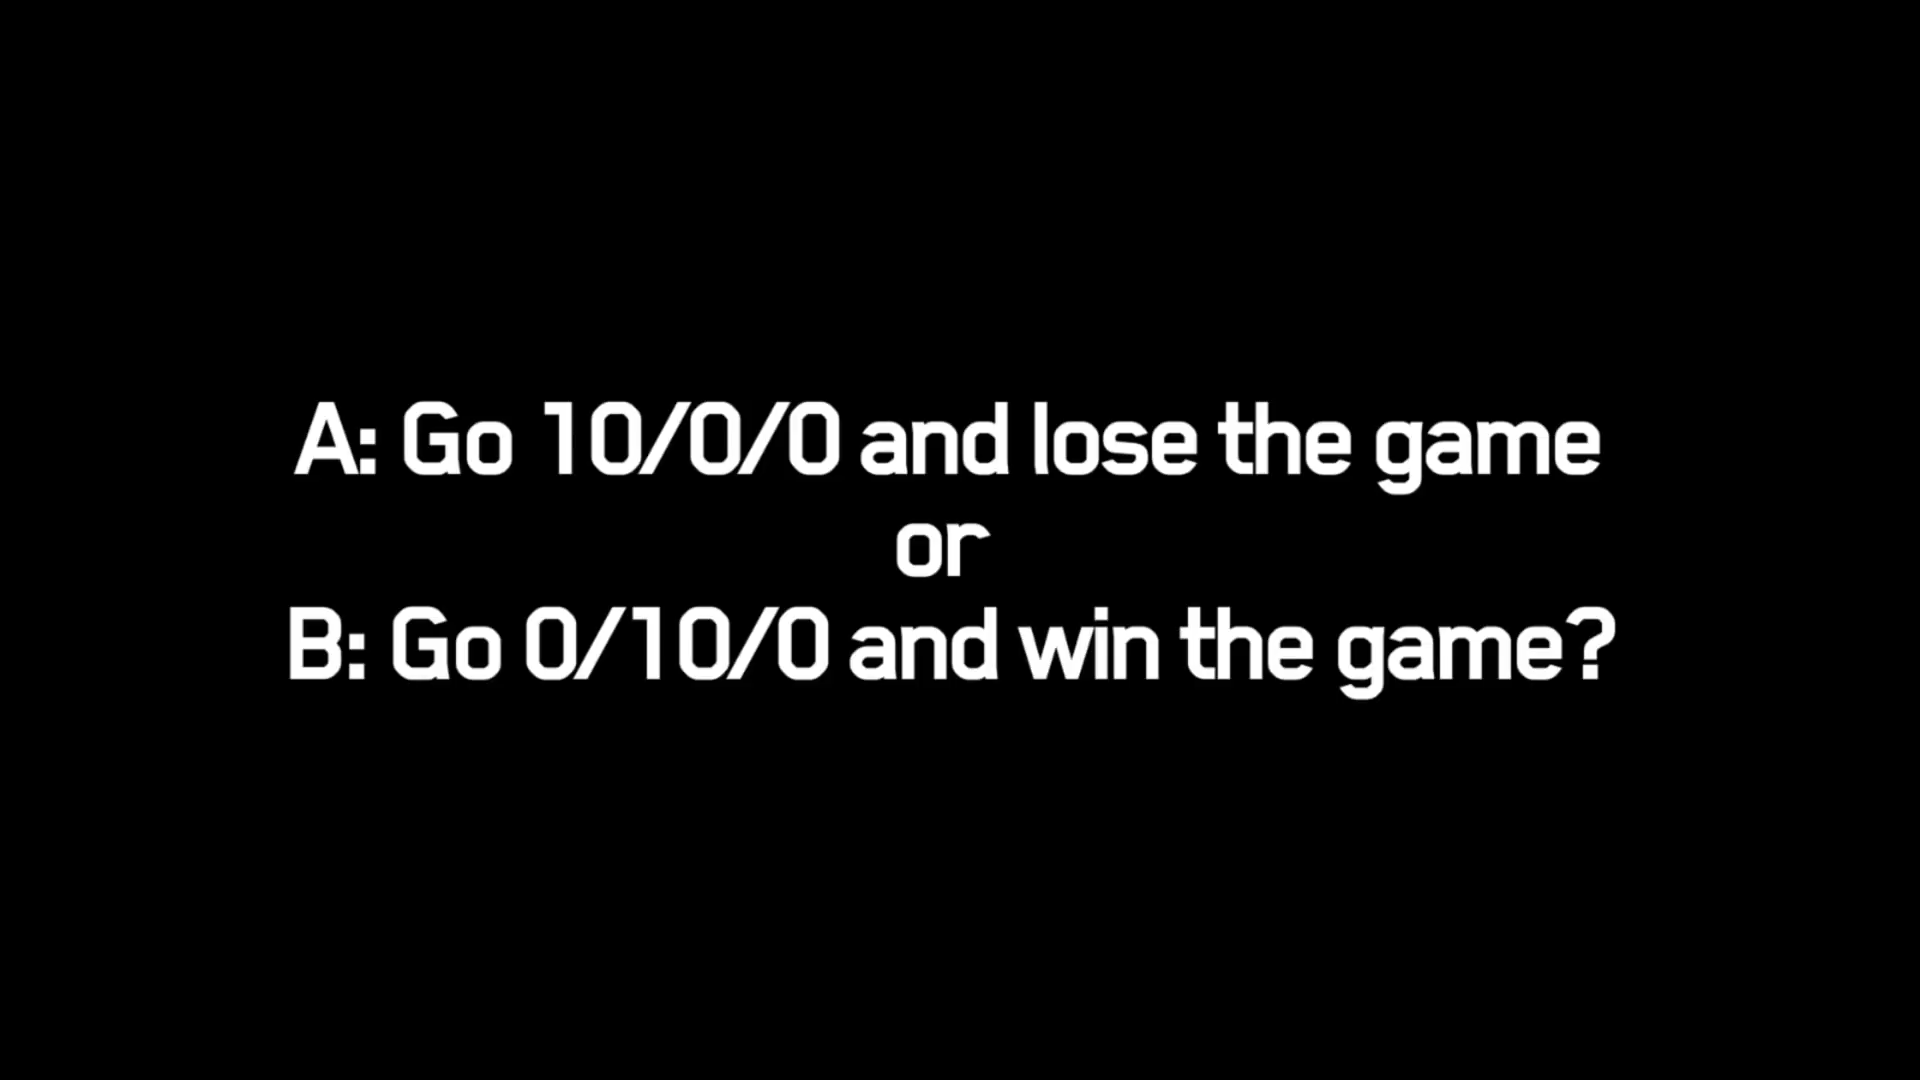 A: Go 10/0/0 and lose the game
or
B: Go 0/10/0 and win the game?